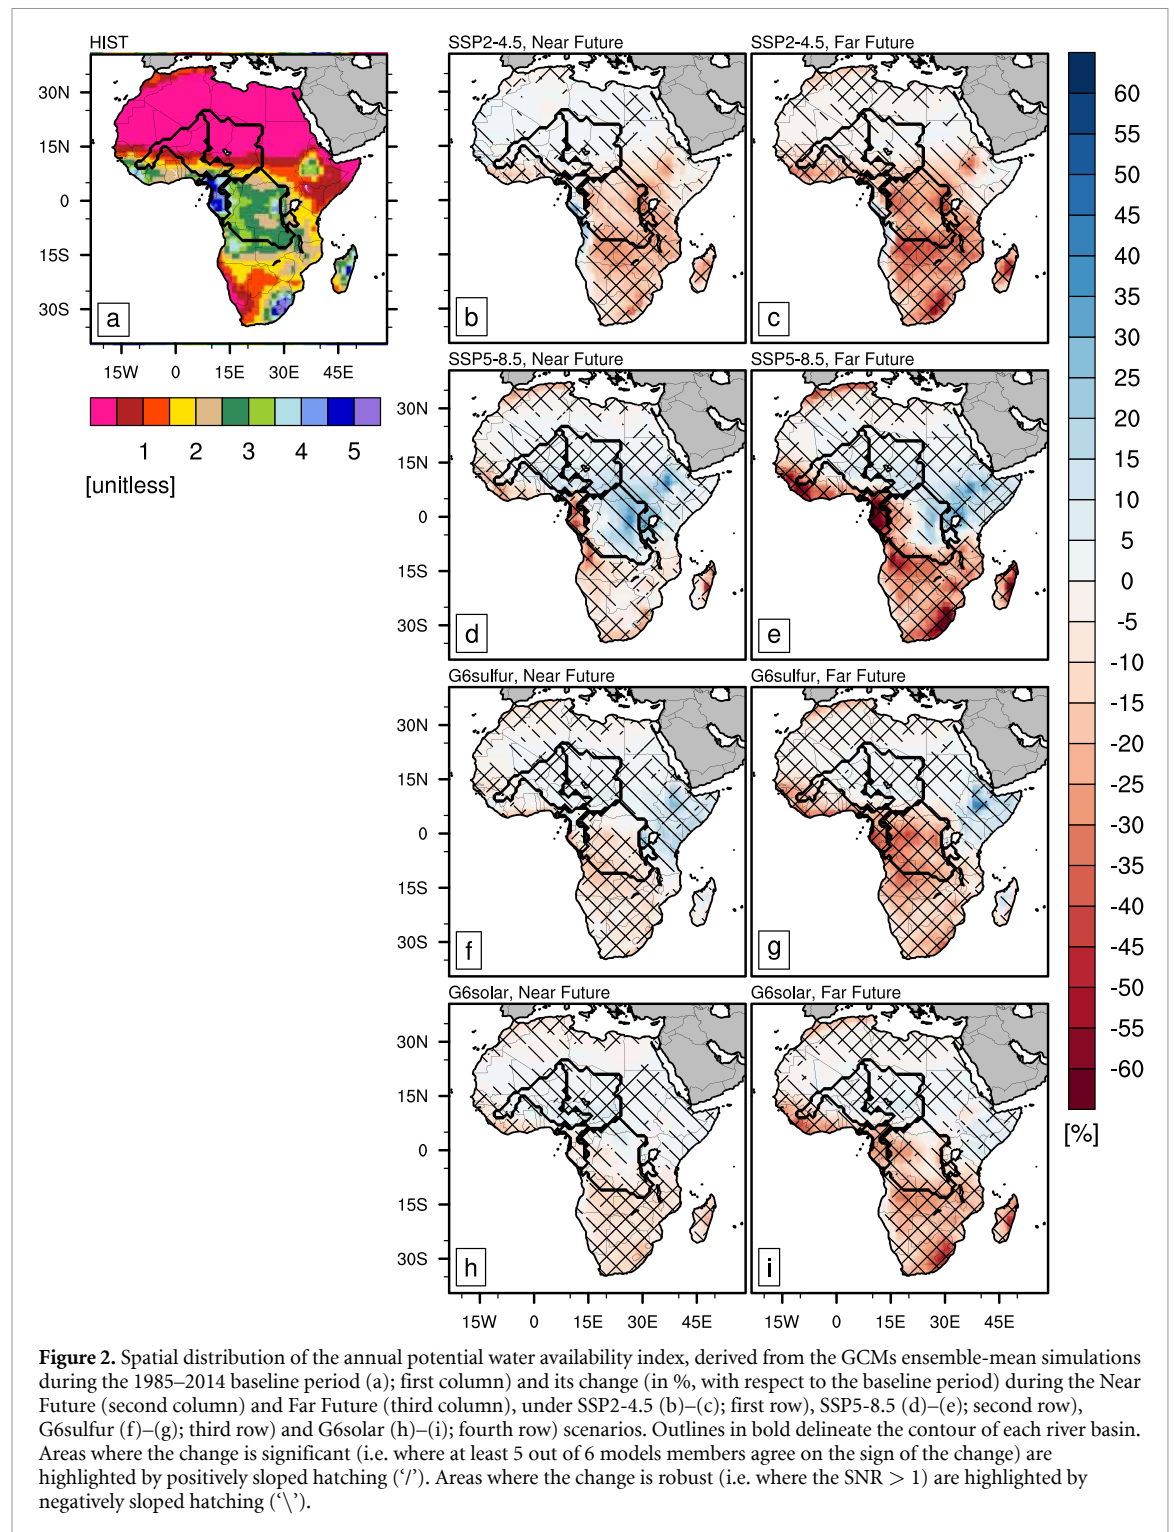 HIST
SSP2-4.5, Near Future
SSP2-4.5, Far Future
30N
15N
0
15S
30S
a
b
c
15W 0 15E 30E 45E
1 2 3 4 5
[unitless]
SSP5-8.5, Near Future
SSP5-8.5, Far Future
30N
15N
0
15S
30S
d
e
G6sulfur, Near Future
G6sulfur, Far Future
30N
15N
0
15S
30S
f
g
G6solar, Near Future
G6solar, Far Future
30N
15N
0
15S
30S
h
i
15W 0 15E 30E 45E
15W 0 15E 30E 45E
60
55
50
45
40
35
30
25
20
15
10
5
0
-5
-10
-15
-20
-25
-30
-35
-40
-45
-50
-55
-60
[%]
Figure 2. Spatial distribution of the annual potential water availability index, derived from the GCMs ensemble-mean simulations
during the 1985–2014 baseline period (a); first column) and its change (in %, with respect to the baseline period) during the Near
Future (second column) and Far Future (third column), under SSP2-4.5 (b)–(c); first row), SSP5-8.5 (d)–(e); second row),
G6sulfur (f)–(g); third row) and G6solar (h)–(i); fourth row) scenarios. Outlines in bold delineate the contour of each river basin.
Areas where the change is significant (i.e. where at least 5 out of 6 models members agree on the sign of the change) are
highlighted by positively sloped hatching (‘/’). Areas where the change is robust (i.e. where the SNR > 1) are highlighted by
negatively sloped hatching (‘\’).